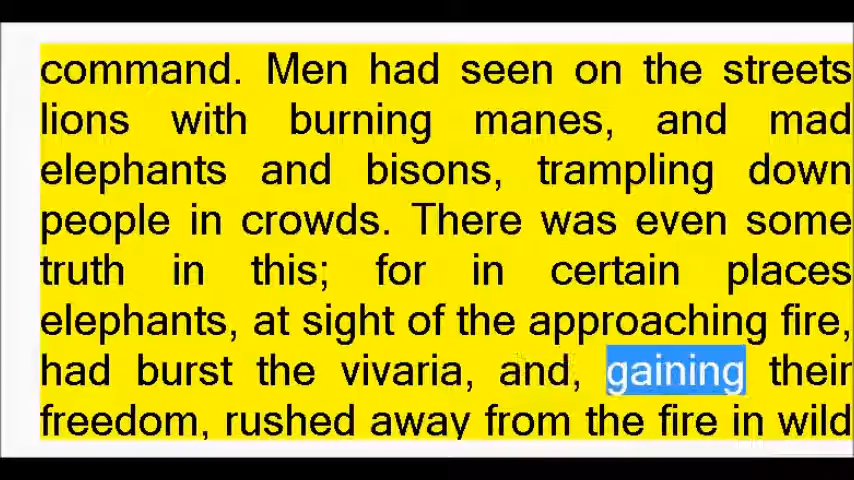 command. Men had seen on the streets
lions with burning manes, and mad
elephants and bisons, trampling down
people in crowds. There was even some
truth in this; for in certain places
elephants, at sight of the approaching fire,
had burst the vivaria, and, gaining their
freedom, rushed away from the fire in wild